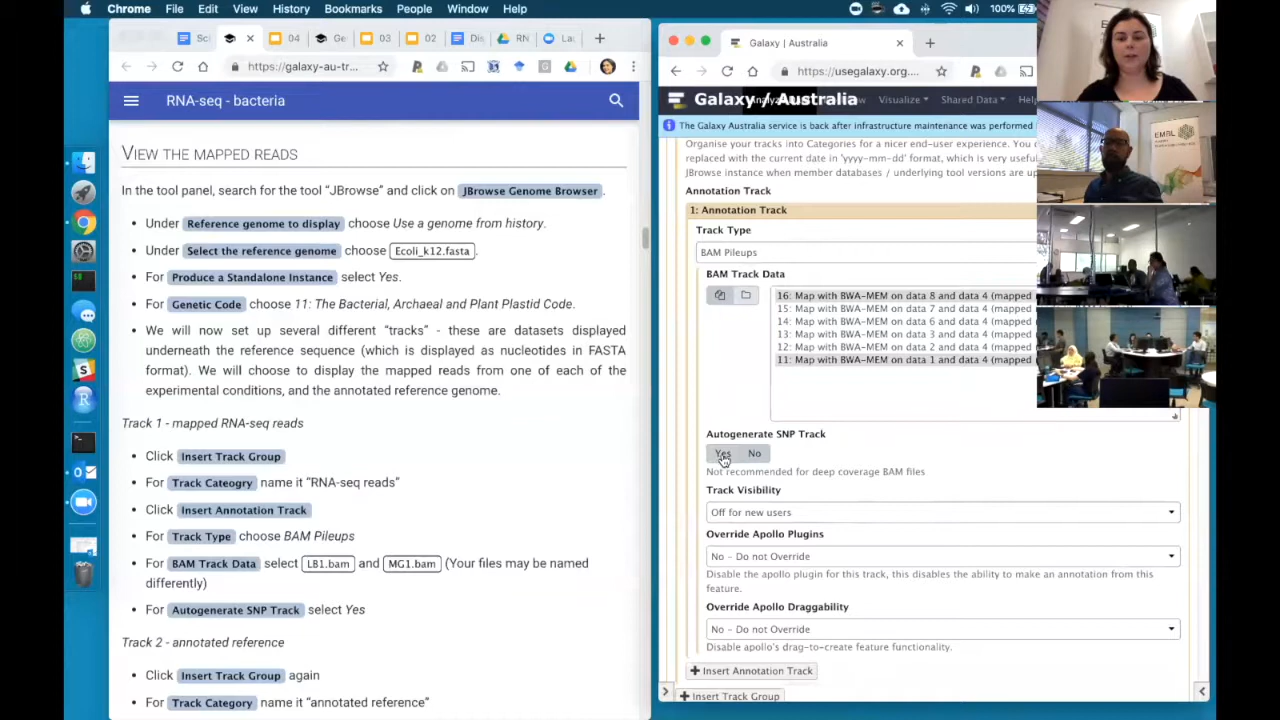 Chrome File Edit View History Bookmarks People Window Help 100%
04 03 02 RN
https://galaxy-au-tr...
RNA-seq - bacteria
VIEW THE MAPPED READS
In the tool panel, search for the tool “JBrowse” and click on JBrowse Genome Browser.
• Under Reference genome to display choose Use a genome from history.
• Under Select the reference genome choose Ecoli_k12.fasta.
• For Produce a Standalone Instance select Yes.
• For Genetic Code choose 11: The Bacterial, Archaeal and Plant Plastid Code.
• We will now set up several different “tracks” - these are datasets displayed
underneath the reference sequence (which is displayed as nucleotides in FASTA
format). We will choose to display the mapped reads from one of each of the
experimental conditions, and the annotated reference genome.
Track 1 - mapped RNA-seq reads
• Click Insert Track Group
• For Track Cateogry name it “RNA-seq reads”
• Click Insert Annotation Track
• For Track Type choose BAM Pileups
• For BAM Track Data select LB1.bam and MG1.bam (Your files may be named
differently)
• For Autogenerate SNP Track select Yes
Track 2 - annotated reference
• Click Insert Track Group again
• For Track Category name it “annotated reference”
Galaxy | Australia
https://usegalaxy.org....
Galaxy / Australia Visualize Shared Data Help
The Galaxy Australia service is back after infrastructure maintenance was performed
Organise your tracks into Categories for a nicer end-user experience. You
replaced with the current date in 'yyyy-mm-dd' format, which is very useful
JBrowse instance when member databases / underlying tool versions are up
Annotation Track
1: Annotation Track
Track Type
BAM Pileups
BAM Track Data
16: Map with BWA-MEM on data 8 and data 4 (mapped
15: Map with BWA-MEM on data 7 and data 4 (mapped
14: Map with BWA-MEM on data 6 and data 4 (mapped
13: Map with BWA-MEM on data 3 and data 4 (mapped
12: Map with BWA-MEM on data 2 and data 4 (mapped
11: Map with BWA-MEM on data 1 and data 4 (mapped
Autogenerate SNP Track
Yes No
Not recommended for deep coverage BAM files
Track Visibility
Off for new users
Override Apollo Plugins
No - Do not Override
Disable the apollo plugin for this track, this disables the ability to make an annotation from this
feature.
Override Apollo Draggability
No - Do not Override
Disable apollo's drag-to-create feature functionality.
+ Insert Annotation Track
+ Insert Track Group
EMBL